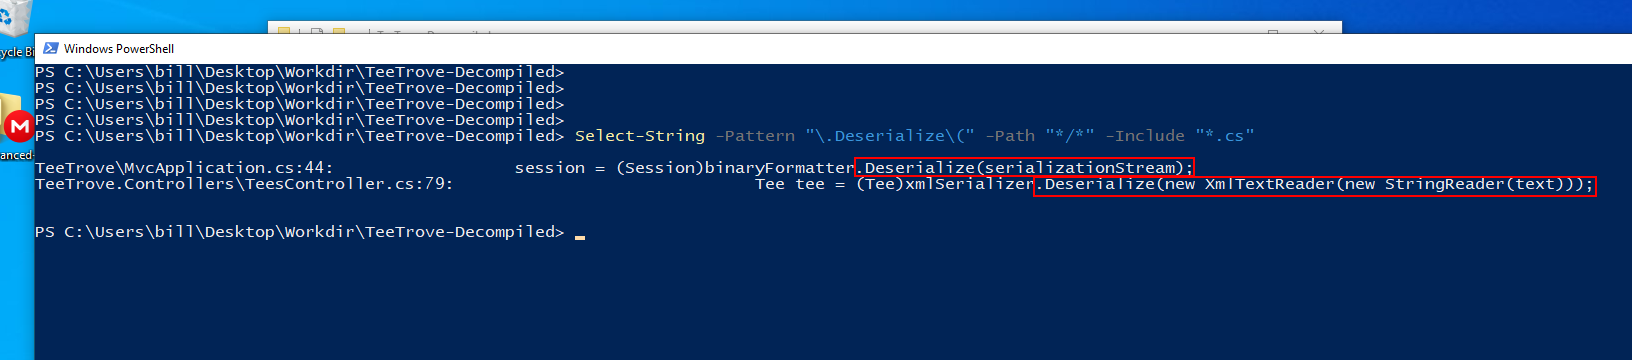 cycle Bi
Windows PowerShell
PS C:\Users\bill\Desktop\Workdir\TeeTrove-Decompiled>
PS C:\Users\bill\Desktop\Workdir\TeeTrove-Decompiled>
PS C:\Users\bill\Desktop\Workdir\TeeTrove-Decompiled>
PS C:\Users\bill\Desktop\Workdir\TeeTrove-Decompiled>
PS C:\Users\bill\Desktop\Workdir\TeeTrove-Decompiled> Select-String -Pattern "\.Deserialize\(" -Path "*/*" -Include "*.cs"
TeeTrove\MvcApplication.cs:44: session = (Session)binaryFormatter.Deserialize(serializationStream);
TeeTrove.Controllers\TeesController.cs:79: Tee tee = (Tee)xmlSerializer.Deserialize(new XmlTextReader(new StringReader(text)));
PS C:\Users\bill\Desktop\Workdir\TeeTrove-Decompiled>
M
anced-